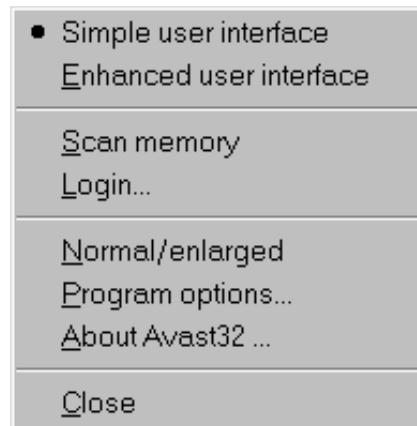 Simple user interface
Enhanced user interface
Scan memory
Login...
Normal/enlarged
Program options...
About Avast32 ...
Close